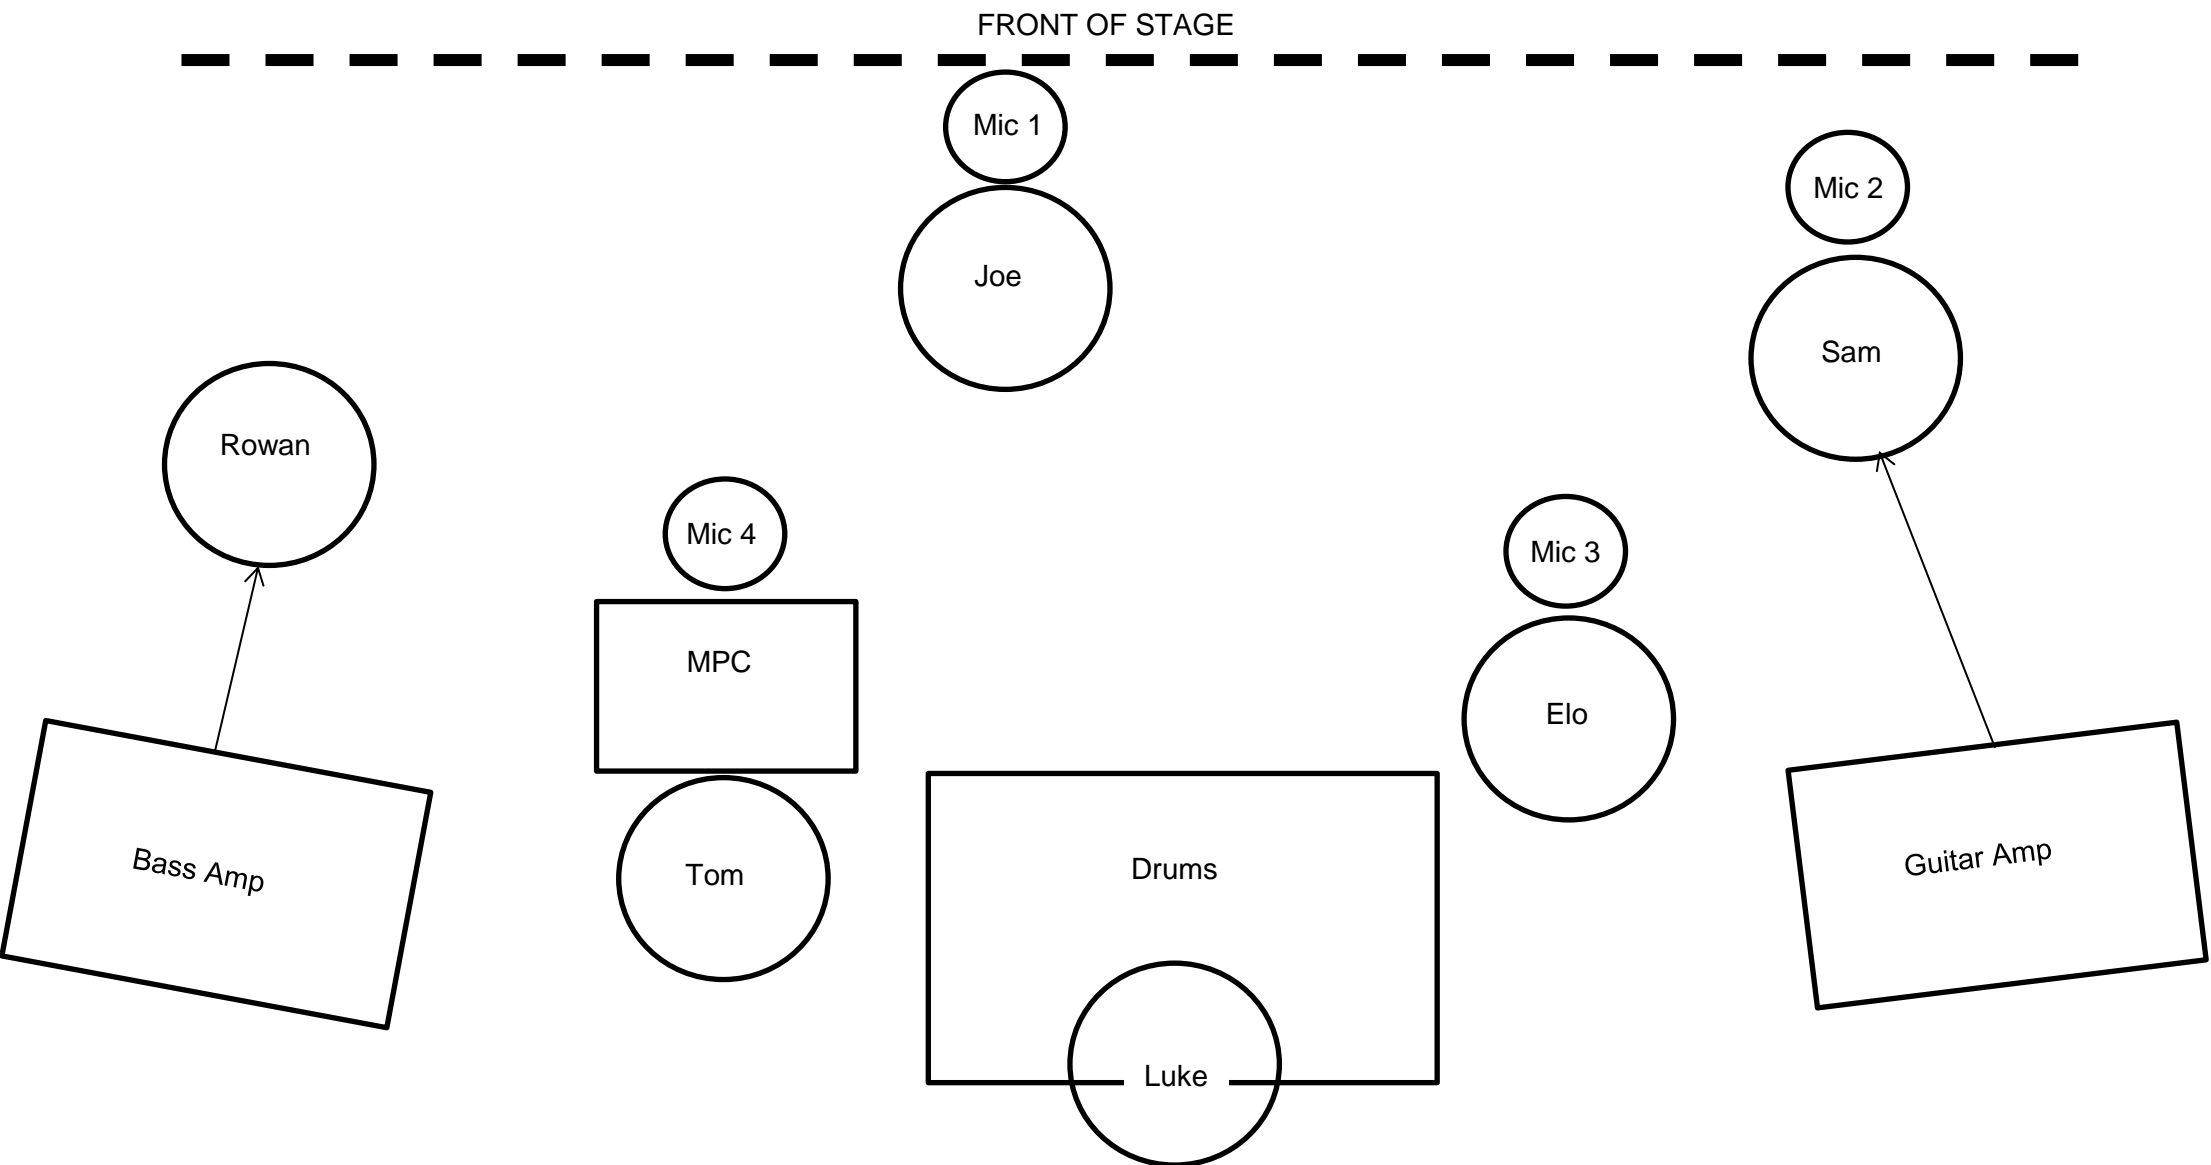 FRONT OF STAGE
Mic 1
Mic 2
Joe
Sam
Rowan
Mic 4
Mic 3
MPC
Elo
Bass Amp
Tom
Drums
Guitar Amp
Luke